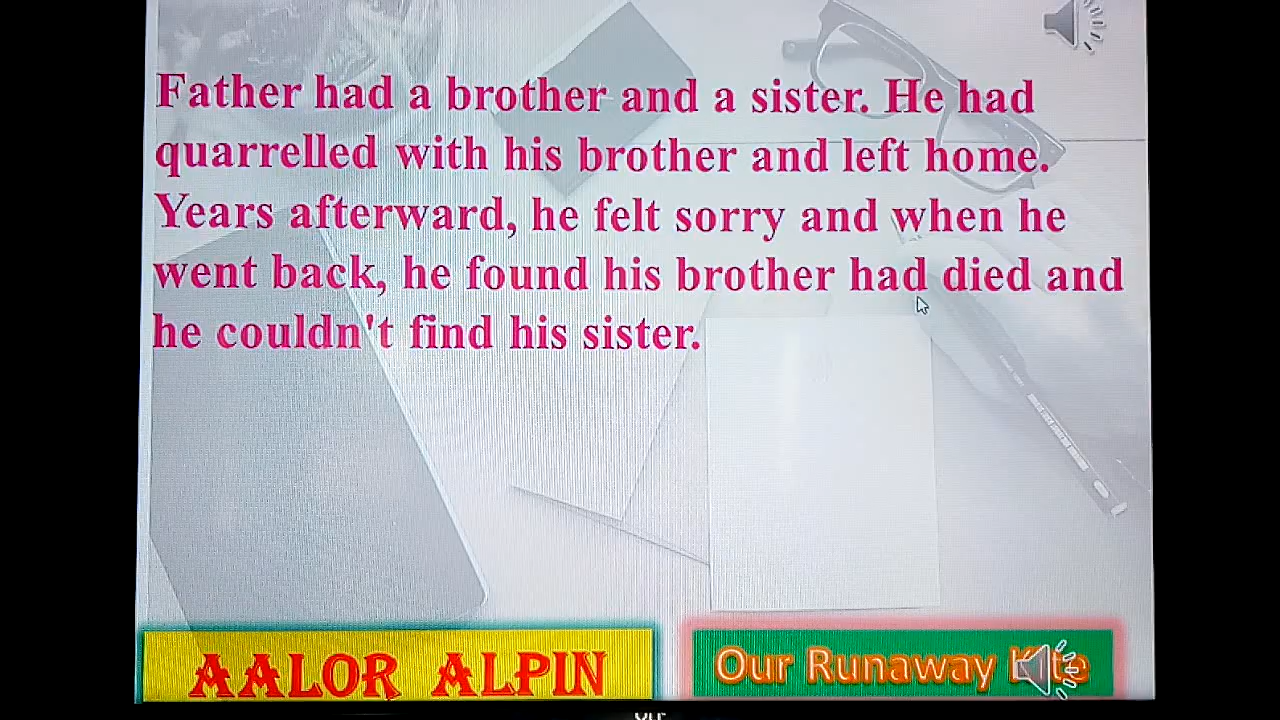 Father had a brother and a sister. He had
quarrelled with his brother and left home.
Years afterward, he felt sorry and when he
went back, he found his brother had died and
he couldn't find his sister.
AALOR ALPIN
Our Runaway